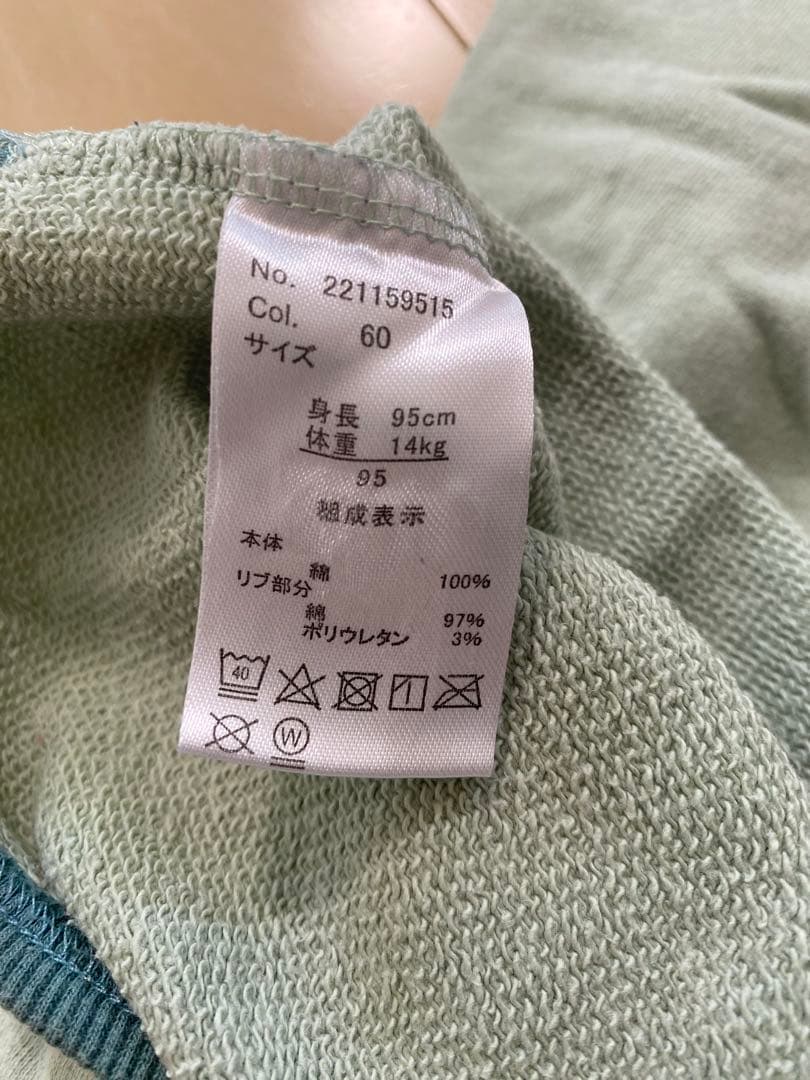 No. 221159515
Col. 60
サイズ
身長 95cm
体重 14kg
95
組成表示
本体
綿 100%
リブ部分
綿 97%
ポリウレタン 3%
40
W